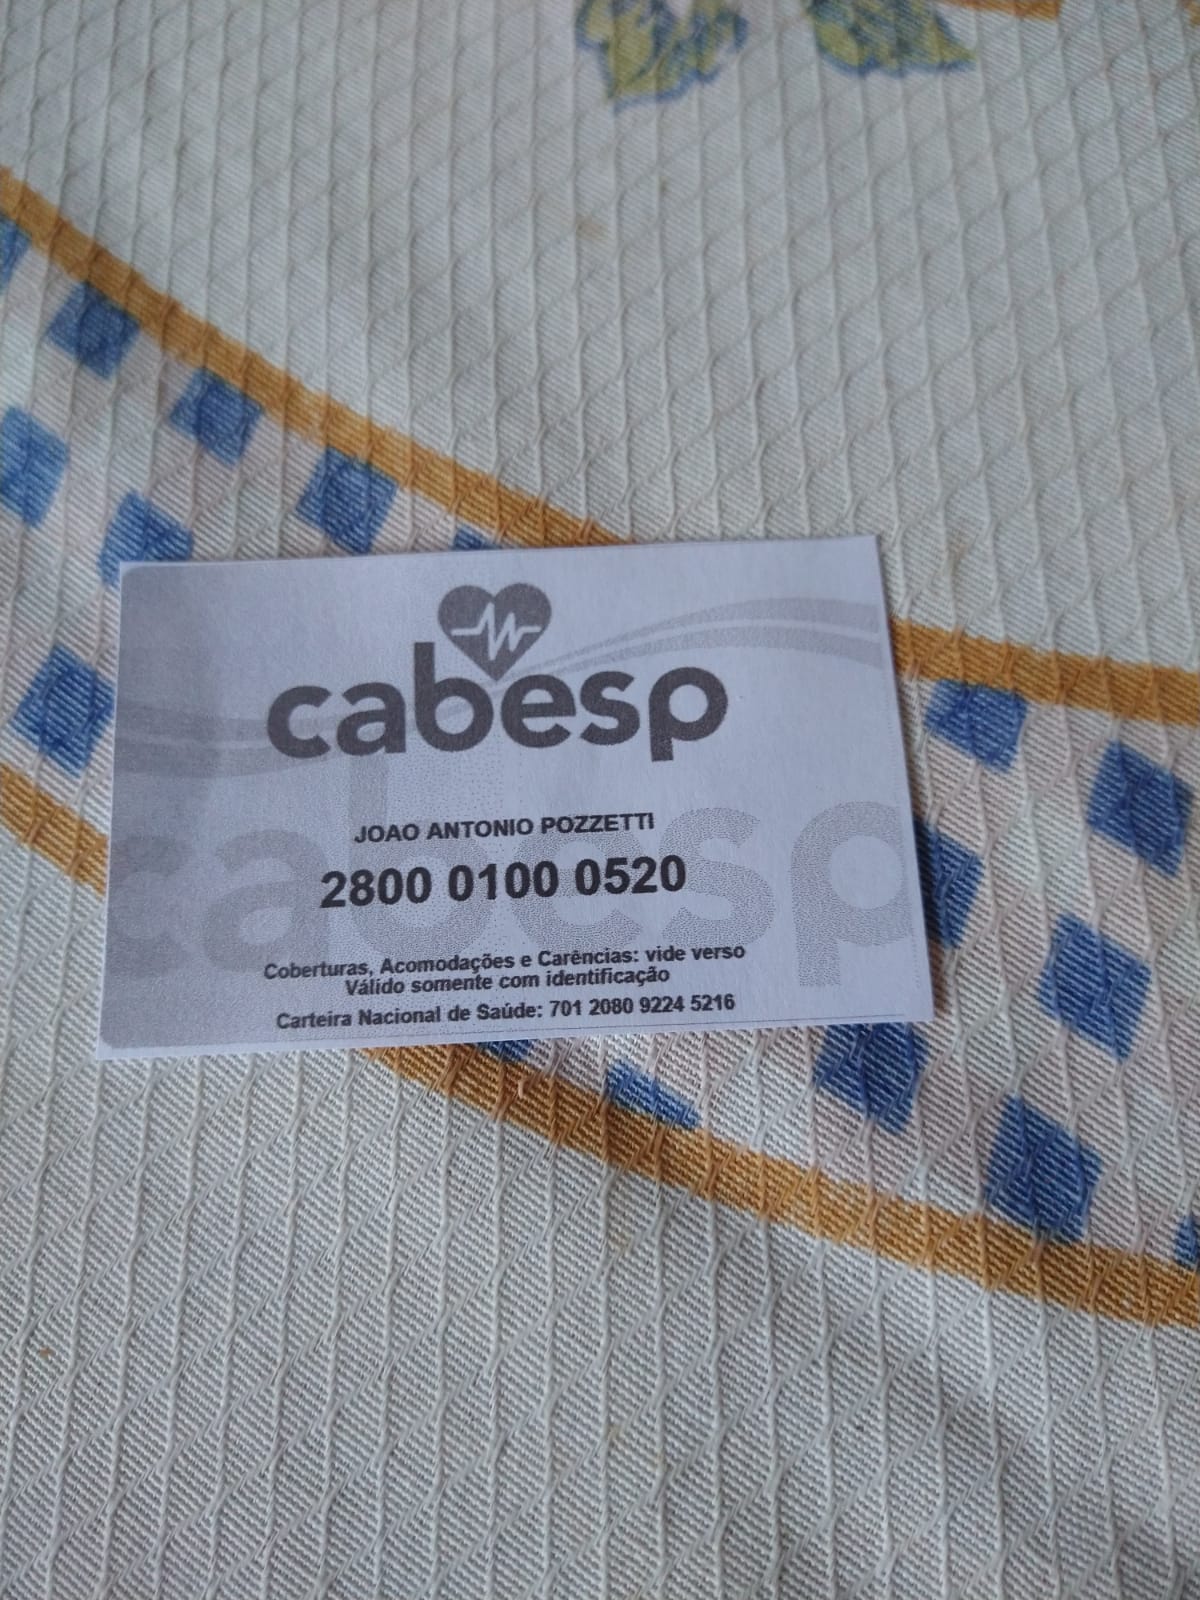 cabesp
JOAO ANTONIO POZZETTI
2800 0100 0520
Coberturas, Acomodações e Carências: vide verso
Válido somente com identificação
Carteira Nacional de Saúde: 701 2080 9224 5216
cabesp